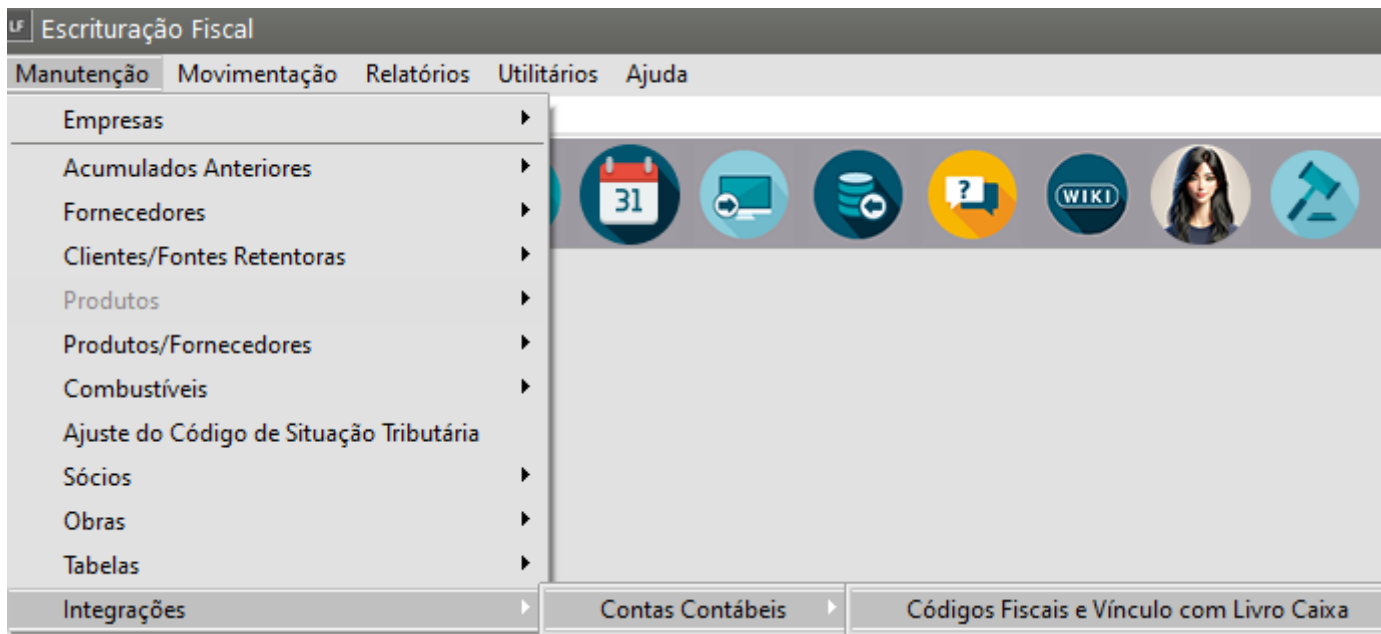 LF Escrituração Fiscal
Manutenção Movimentação Relatórios Utilitários Ajuda
Empresas
Acumulados Anteriores
Fornecedores
Clientes/Fontes Retentoras
Produtos
Produtos/Fornecedores
Combustíveis
Ajuste do Código de Situação Tributária
Sócios
Obras
Tabelas
Integrações Contas Contábeis Códigos Fiscais e Vínculo com Livro Caixa
31
?
WIKI